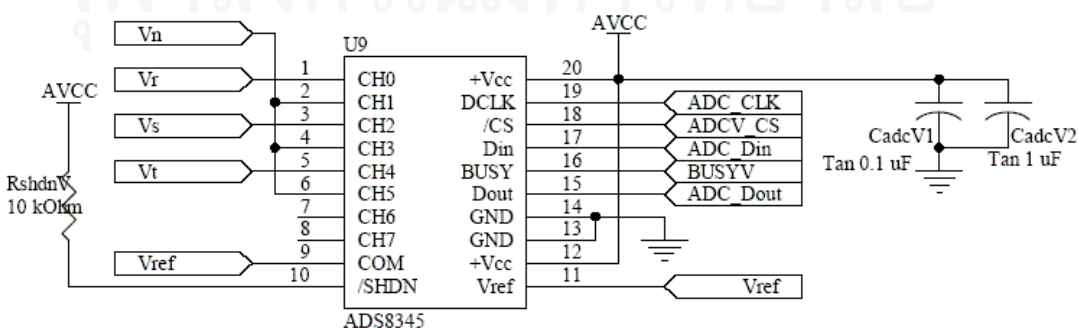 AVCC
Vn
U9
Vr 1 CH0 +Vcc 20
AVCC 2 CH1 DCLK 19 ADC_CLK
Vs 3 CH2 /CS 18 ADCV_CS
4 CH3 Din 17 ADC_Din
Vt 5 CH4 BUSY 16 BUSYV
6 CH5 Dout 15 ADC_Dout
7 CH6 GND 14
8 CH7 GND 13
Vref 9 COM +Vcc 12
10 /SHDN Vref 11 Vref
ADS8345
RshdnV
10 kOhm
CadcV1
Tan 0.1 uF
CadcV2
Tan 1 uF